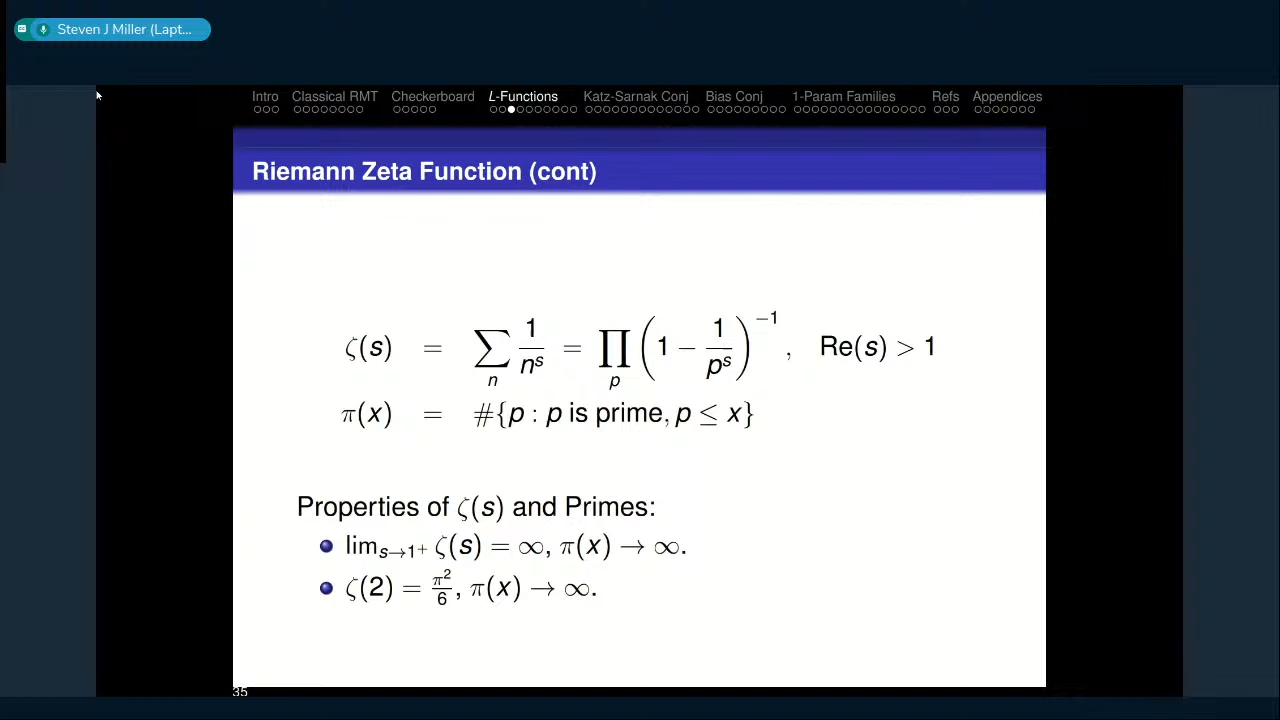 Steven J Miller (Lapt...
Intro Classical RMT Checkerboard L-Functions Katz-Sarnak Conj Bias Conj 1-Param Families Refs Appendices
Riemann Zeta Function (cont)
ζ(s) = ∑_n 1/n^s = ∏_p (1 − 1/p^s)^{−1}, Re(s) > 1
π(x) = #{p : p is prime, p ≤ x}
Properties of ζ(s) and Primes:
lim_{s→1^+} ζ(s) = ∞, π(x) → ∞.
ζ(2) = π²/6, π(x) → ∞.
35